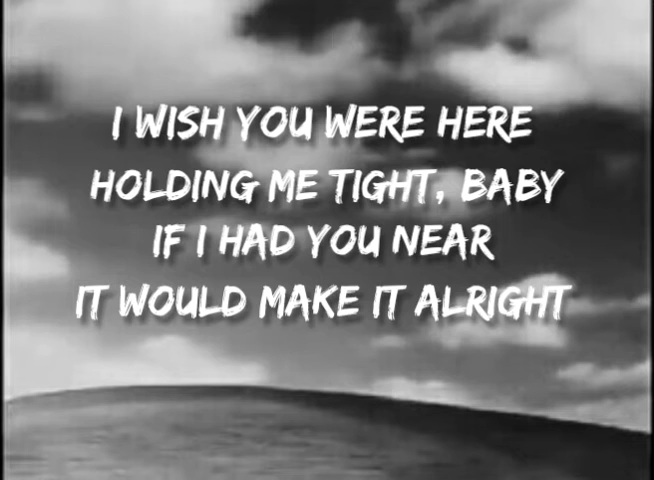 I WISH YOU WERE HERE
HOLDING ME TIGHT, BABY
IF I HAD YOU NEAR
IT WOULD MAKE IT ALRIGHT